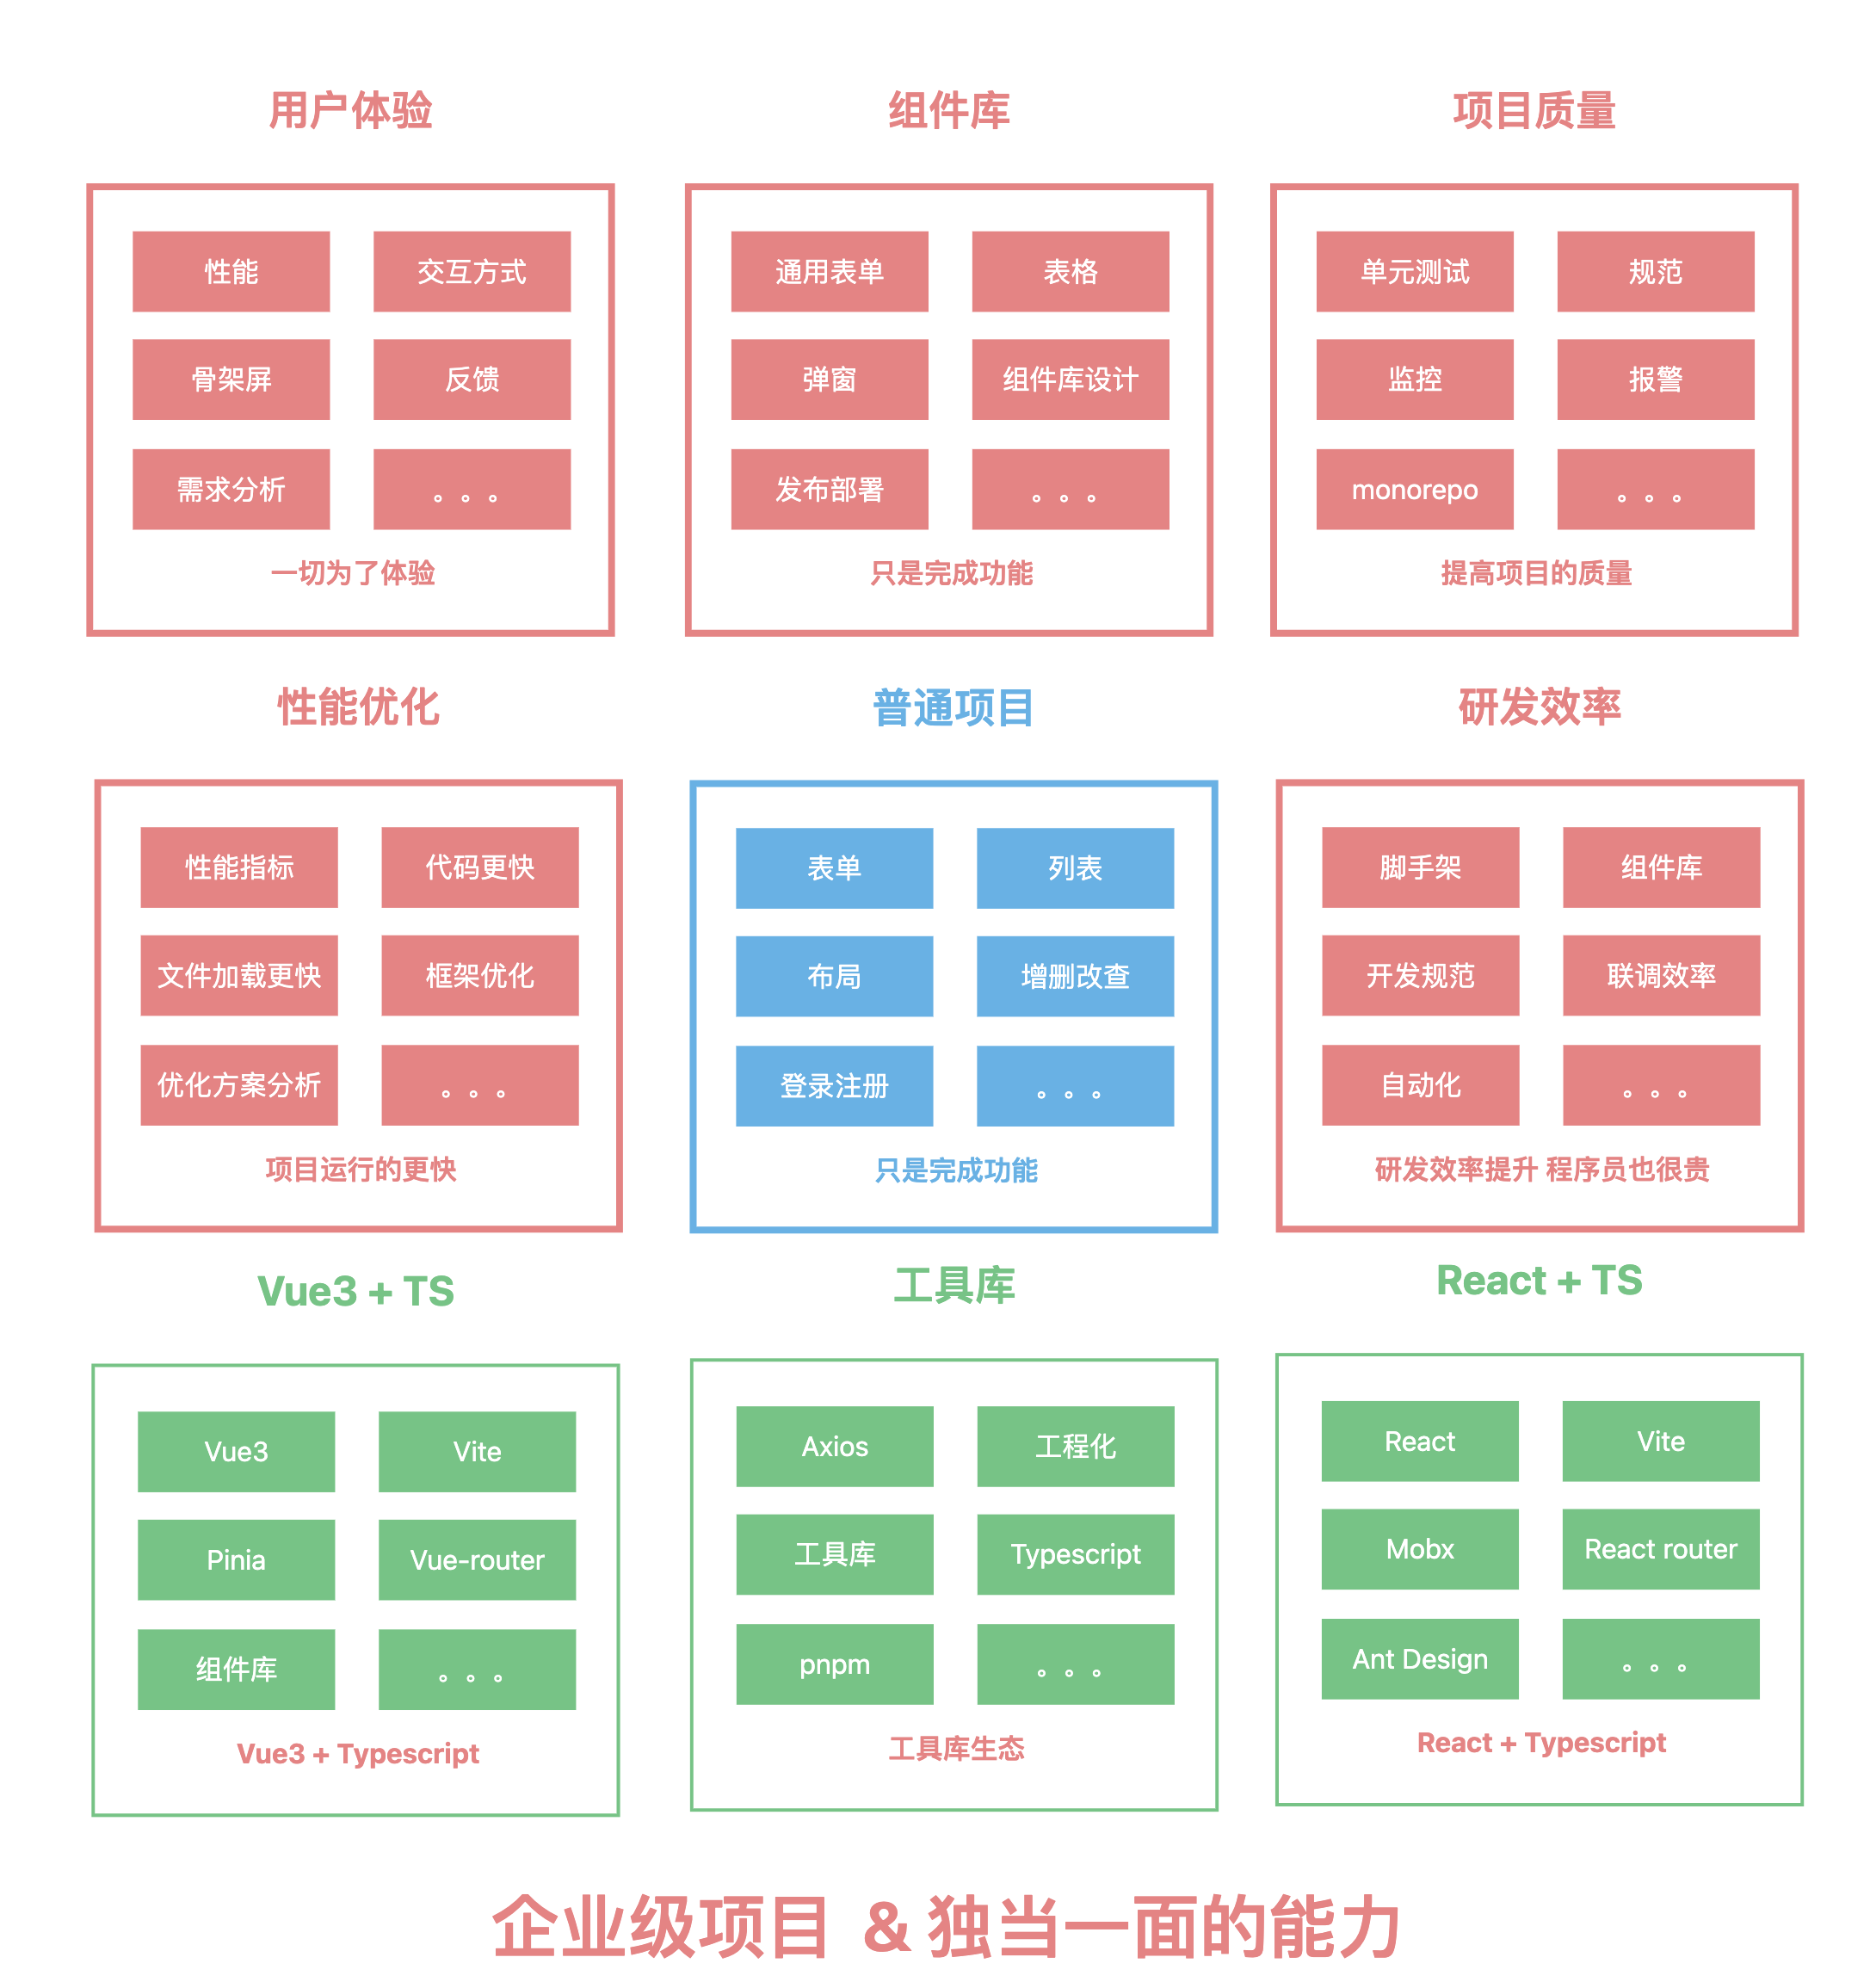 用户体验
性能
交互方式
骨架屏
反馈
需求分析
。。。
一切为了体验
组件库
通用表单
表格
弹窗
组件库设计
发布部署
。。。
只是完成功能
项目质量
单元测试
规范
监控
报警
monorepo
。。。
提高项目的质量
性能优化
性能指标
代码更快
文件加载更快
框架优化
优化方案分析
。。。
项目运行的更快
普通项目
表单
列表
布局
增删改查
登录注册
。。。
只是完成功能
研发效率
脚手架
组件库
开发规范
联调效率
自动化
。。。
研发效率提升 程序员也很贵
Vue3 + TS
Vue3
Vite
Pinia
Vue-router
组件库
。。。
Vue3 + Typescript
工具库
Axios
工程化
工具库
Typescript
pnpm
。。。
工具库生态
React + TS
React
Vite
Mobx
React router
Ant Design
。。。
React + Typescript
企业级项目 & 独当一面的能力